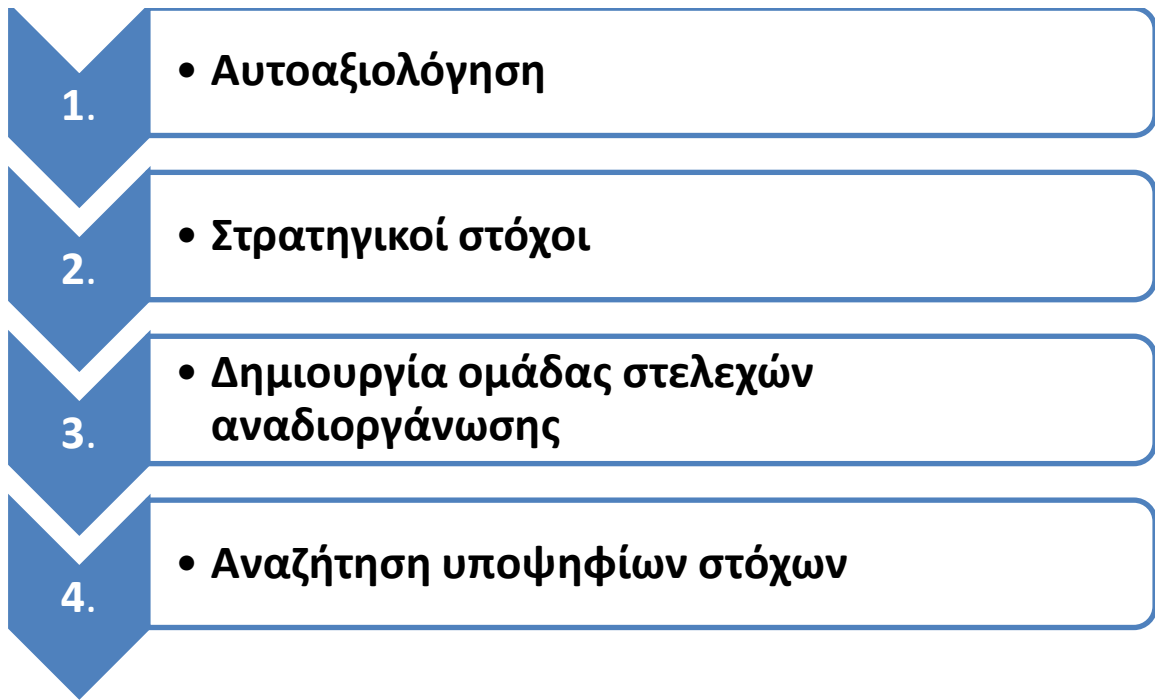 1.
• Αυτοαξιολόγηση
2.
• Στρατηγικοί στόχοι
3.
• Δημιουργία ομάδας στελεχών
αναδιοργάνωσης
4.
• Αναζήτηση υποψηφίων στόχων